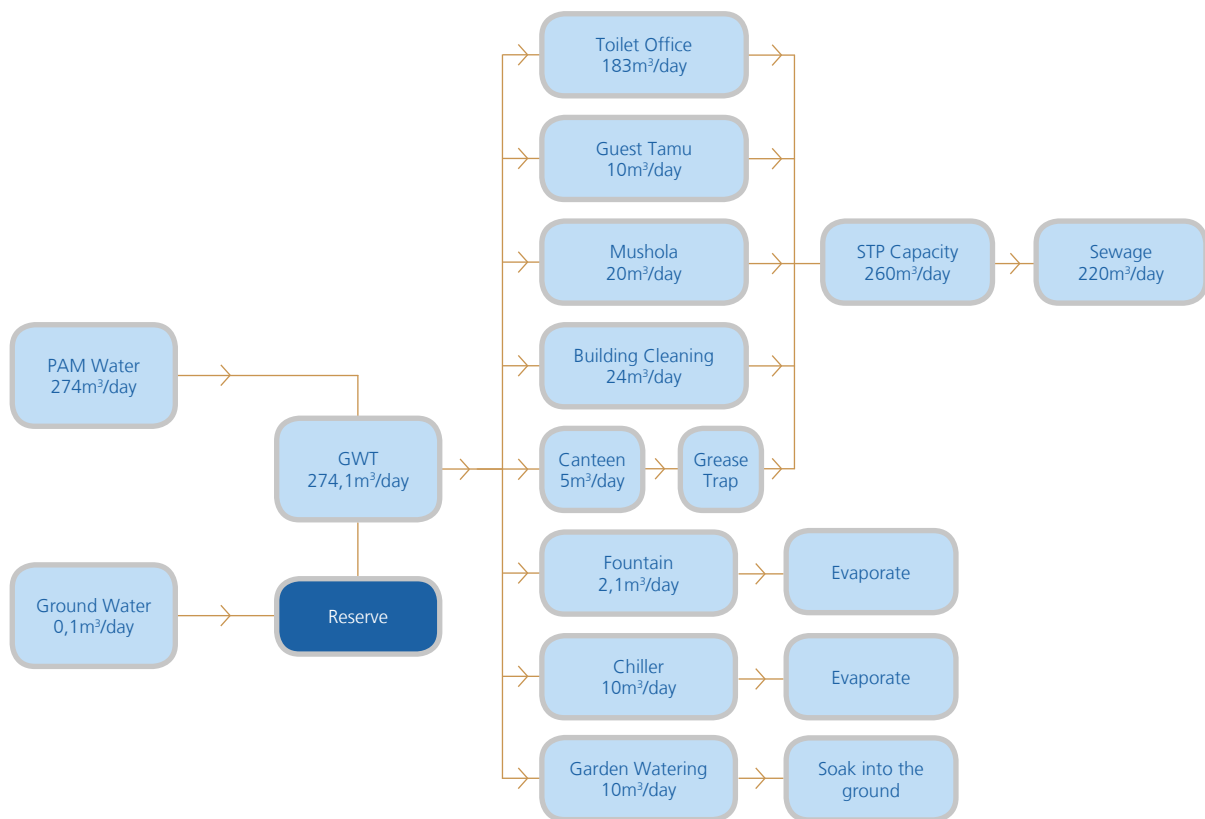 Toilet Office
183m³/day
Guest Tamu
10m³/day
Mushola
20m³/day
STP Capacity
260m³/day
Sewage
220m³/day
PAM Water
274m³/day
Building Cleaning
24m³/day
GWT
274,1m³/day
Canteen
5m³/day
Grease
Trap
Ground Water
0,1m³/day
Reserve
Fountain
2,1m³/day
Evaporate
Chiller
10m³/day
Evaporate
Garden Watering
10m³/day
Soak into the
ground